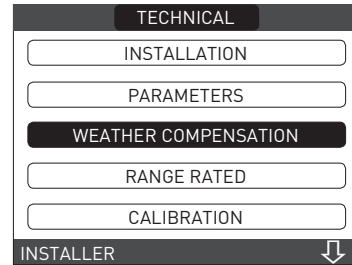 TECHNICAL
INSTALLATION
PARAMETERS
WEATHER COMPENSATION
RANGE RATED
CALIBRATION
INSTALLER